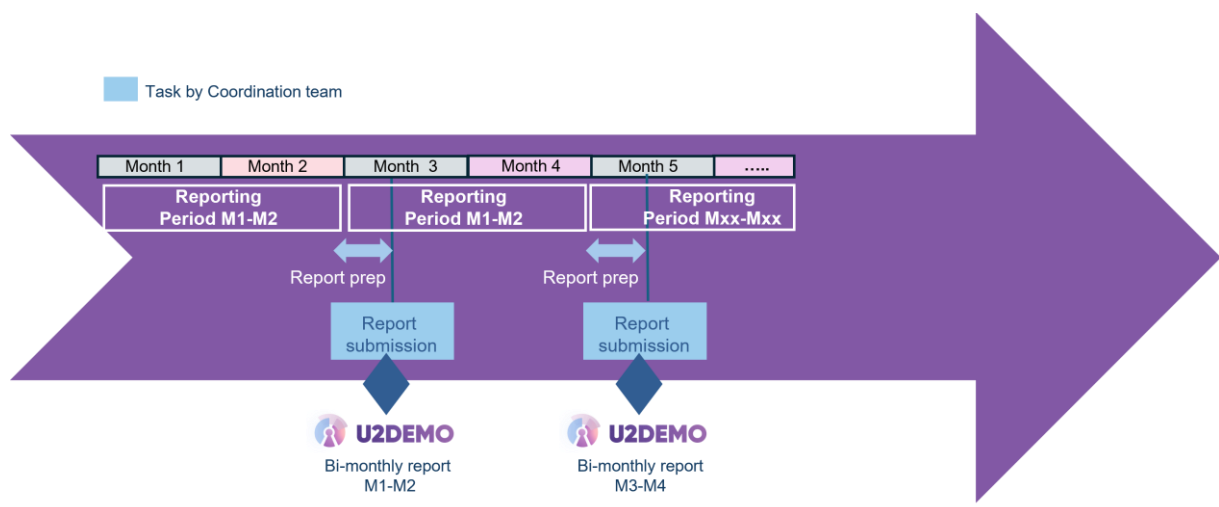 Task by Coordination team
Month 1
Month 2
Month 3
Month 4
Month 5
.....
Reporting
Period M1-M2
Reporting
Period M1-M2
Reporting
Period Mxx-Mxx
Report prep
Report prep
Report
submission
Report
submission
U2DEMO
U2DEMO
Bi-monthly report
M1-M2
Bi-monthly report
M3-M4